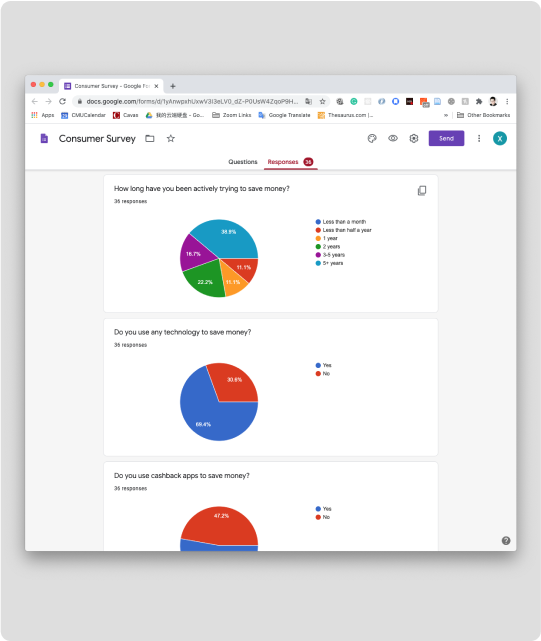 Consumer Survey - Google For
docs.google.com/forms/d/1yAnwpxhUxwV3I3eLV0_dZ-P0UsW4ZqoP9H...
Apps
CMUCalendar
Cavas
我的云端硬盘 - Go...
Zoom Links
Google Translate
Thesaurus.com |...
»
Other Bookmarks
Consumer Survey
Send
X
Questions
Responses
36
How long have you been actively trying to save money?
36 responses
38.9%
16.7%
11.1%
22.2%
11.1%
Less than a month
Less than half a year
1 year
2 years
3-5 years
5+ years
Do you use any technology to save money?
36 responses
30.6%
69.4%
Yes
No
Do you use cashback apps to save money?
36 responses
47.2%
Yes
No